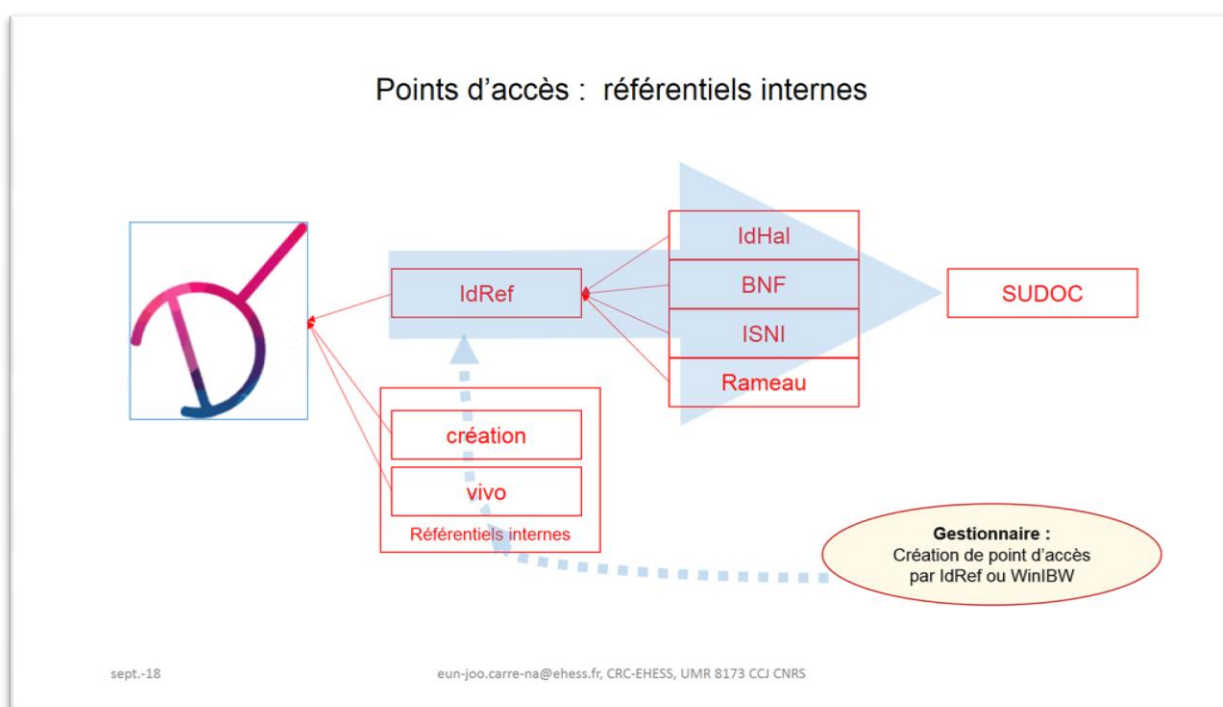 Points d’accès :  référentiels internes
IdHal
IdRef
BNF
SUDOC
ISNI
Rameau
création
vivo
Référentiels internes
Gestionnaire :
Création de point d’accès
par IdRef ou WinIBW
sept.-18
eun-joo.carre-na@ehess.fr, CRC-EHESS, UMR 8173 CCJ CNRS